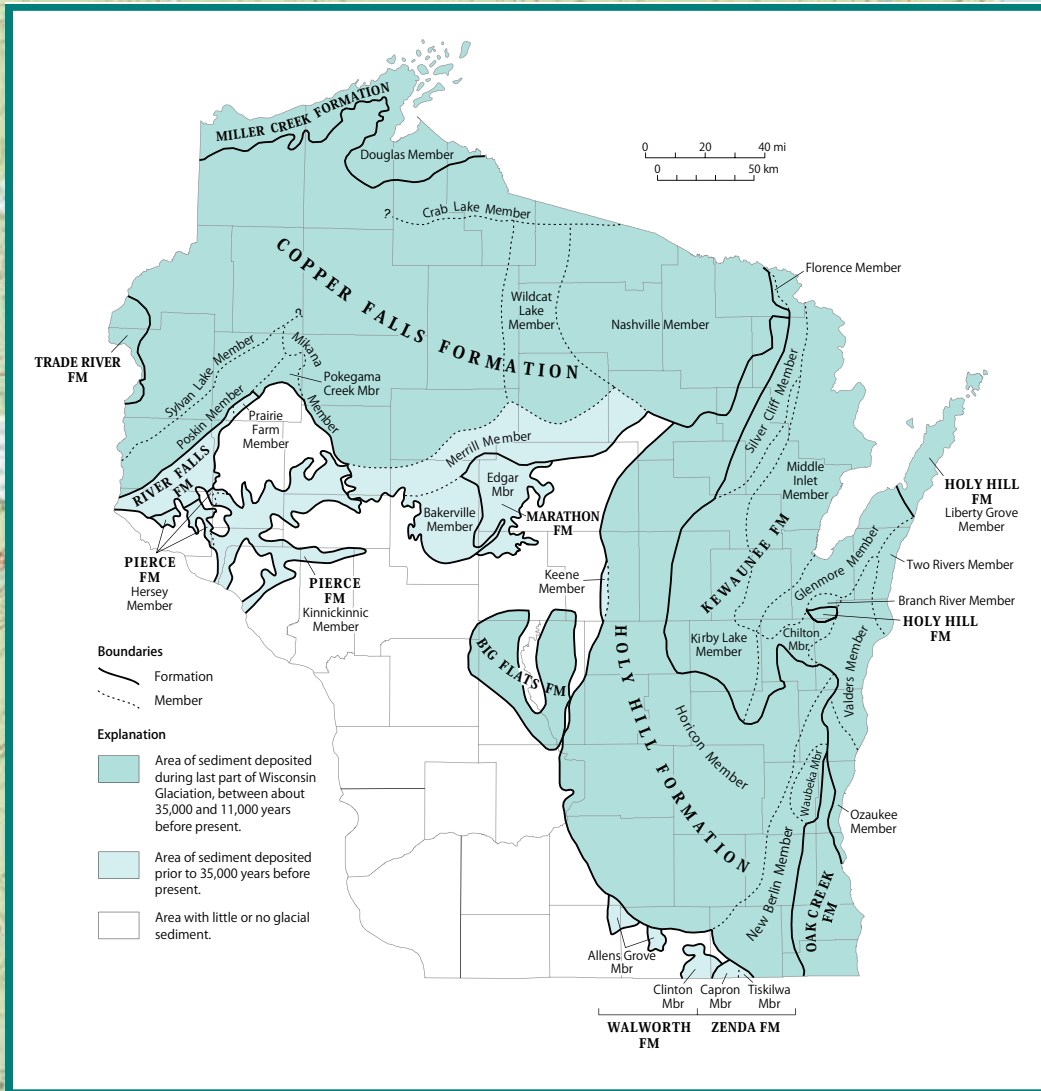 MILLER CREEK FORMATION
Douglas Member
0 20 40 mi
0 50 km
?
Crab Lake Member
COPPER FALLS FORMATION
Florence Member
Wildcat
Lake
Member
Nashville Member
?
TRADE RIVER
FM
Sylvan Lake Member
Mikana
Member
Pokegama
Creek Mbr
Silver Cliff Member
Poskin Member
Prairie
Farm
Member
Merrill Member
RIVER FALLS
FM
Edgar
Mbr
Middle
Inlet
Member
HOLY HILL
FM
Liberty Grove
Member
Bakerville
Member
MARATHON
FM
KEWAUNEE FM
PIERCE
FM
Hersey
Member
PIERCE
FM
Kinnickinnic
Member
Keene
Member
Glenmore Member
Two Rivers Member
Branch River Member
HOLY HILL
FM
BIG FLATS FM
HOLY HILL FORMATION
Kirby Lake
Member
Chilton
Mbr
Valders Member
Horicon Member
Waubeka Mbr
Ozaukee
Member
New Berlin Member
OAK CREEK
FM
Boundaries
Formation
Member
Explanation
Area of sediment deposited
during last part of Wisconsin
Glaciation, between about
35,000 and 11,000 years
before present.
Area of sediment deposited
prior to 35,000 years before
present.
Area with little or no glacial
sediment.
Allens Grove
Mbr
Clinton
Mbr
Capron
Mbr
Tiskilwa
Mbr
WALWORTH
FM
ZENDA FM